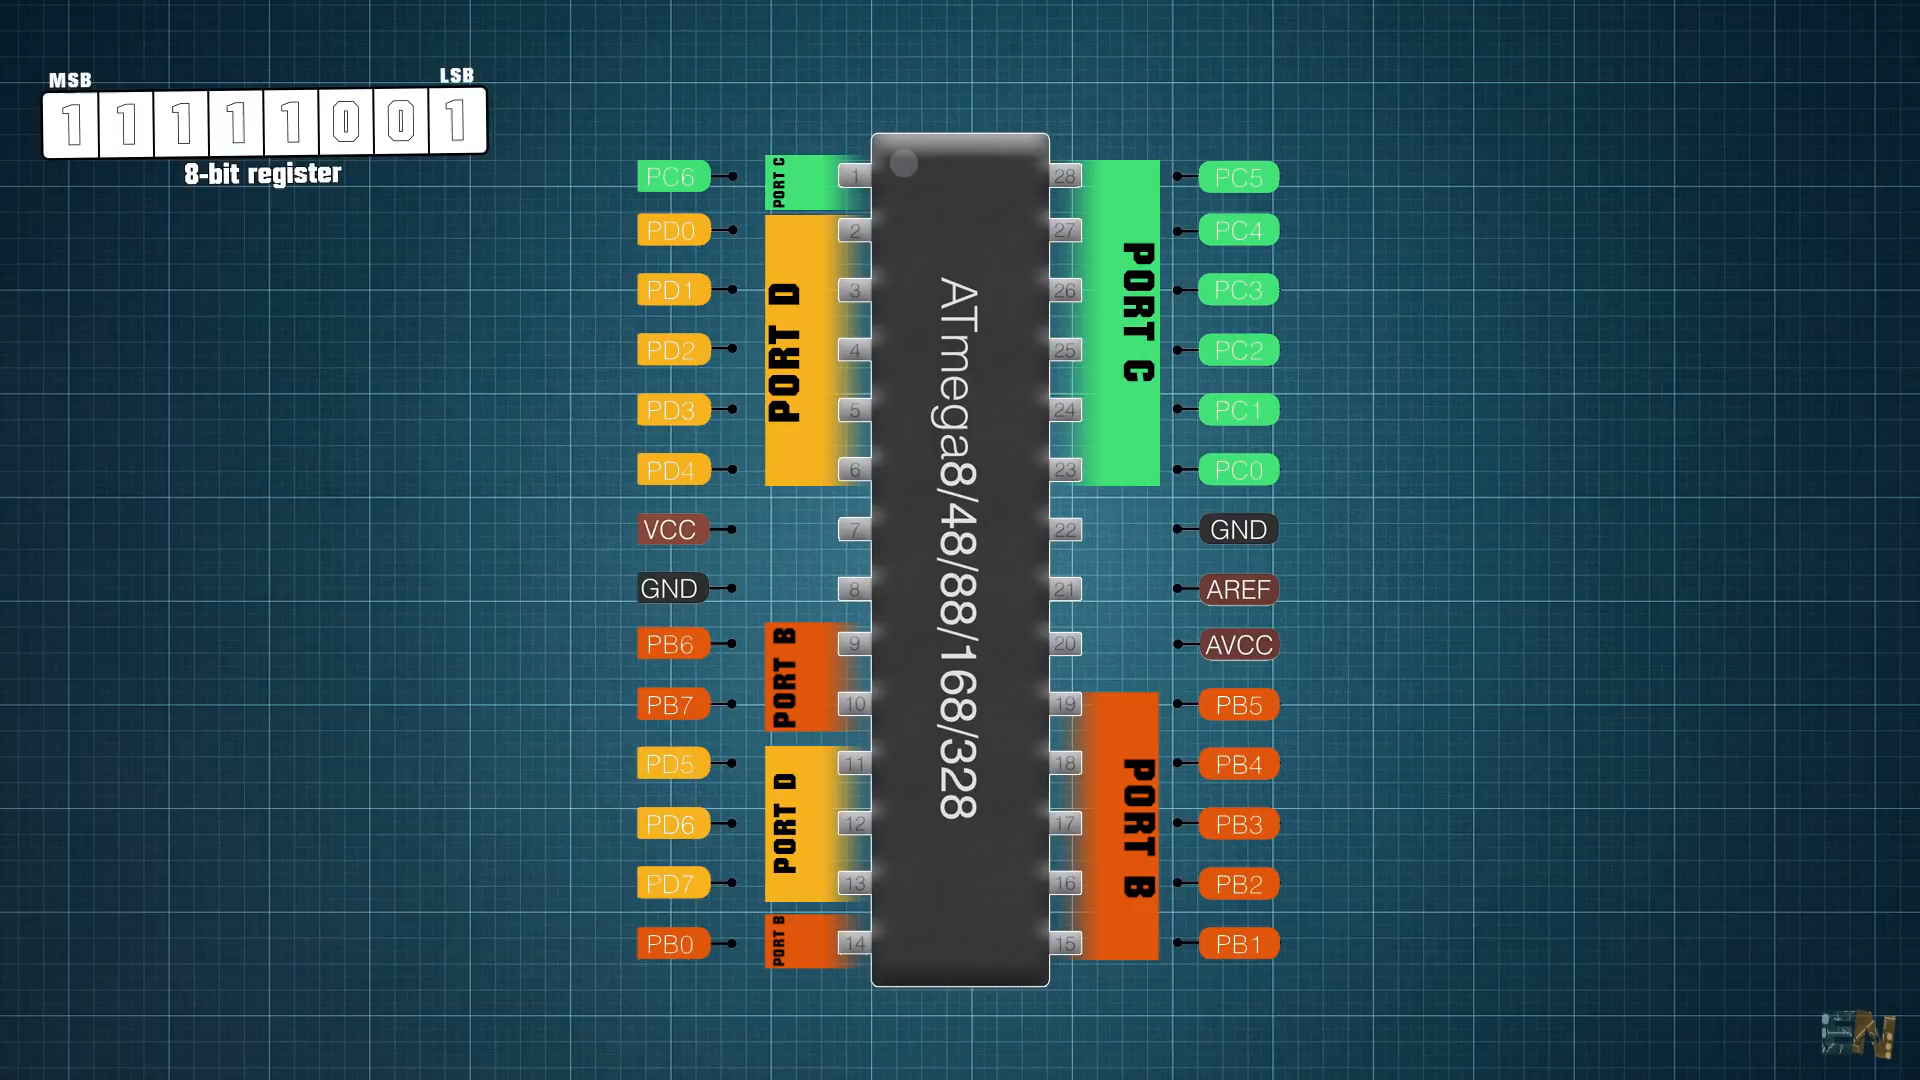 MSB LSB
1 1 1 1 1 0 0 1
8-bit register
PC6 PORT C 1 28 PC5
PD0 2 27 PC4
PD1 3 26 PC3
PORT D PORT C
PD2 4 25 PC2
PD3 5 24 PC1
PD4 6 23 PC0
VCC 7 22 GND
GND 8 21 AREF
PB6 9 20 AVCC
PORT B
PB7 10 19 PB5
PD5 11 18 PB4
PORT D PORT B
PD6 12 17 PB3
PD7 13 16 PB2
PB0 PORT B 14 15 PB1
ATmega8/48/88/168/328